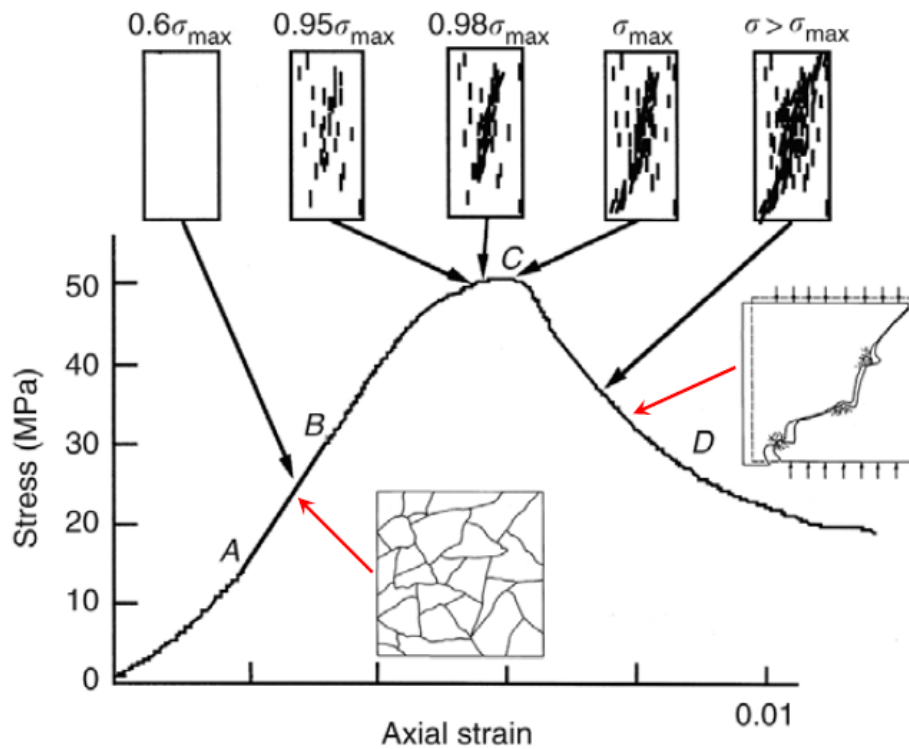 0.6σmax 0.95σmax 0.98σmax σmax σ > σmax
50
40
30
20
10
0
Stress (MPa)
A
B
C
D
0.01
Axial strain